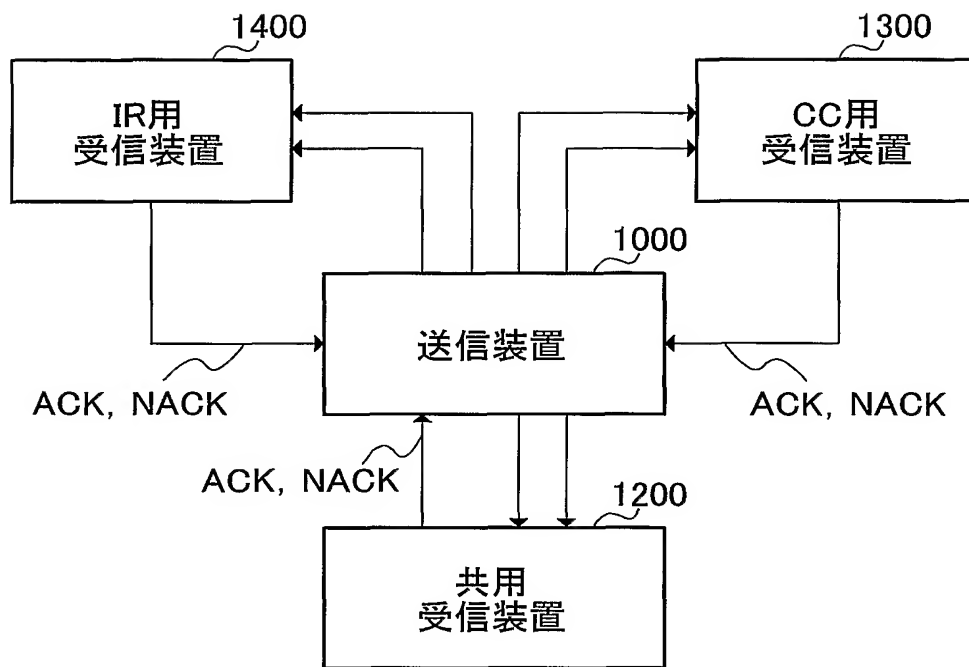 1400
IR用
受信装置
1300
CC用
受信装置
1000
送信装置
ACK, NACK
ACK, NACK
ACK, NACK
1200
共用
受信装置